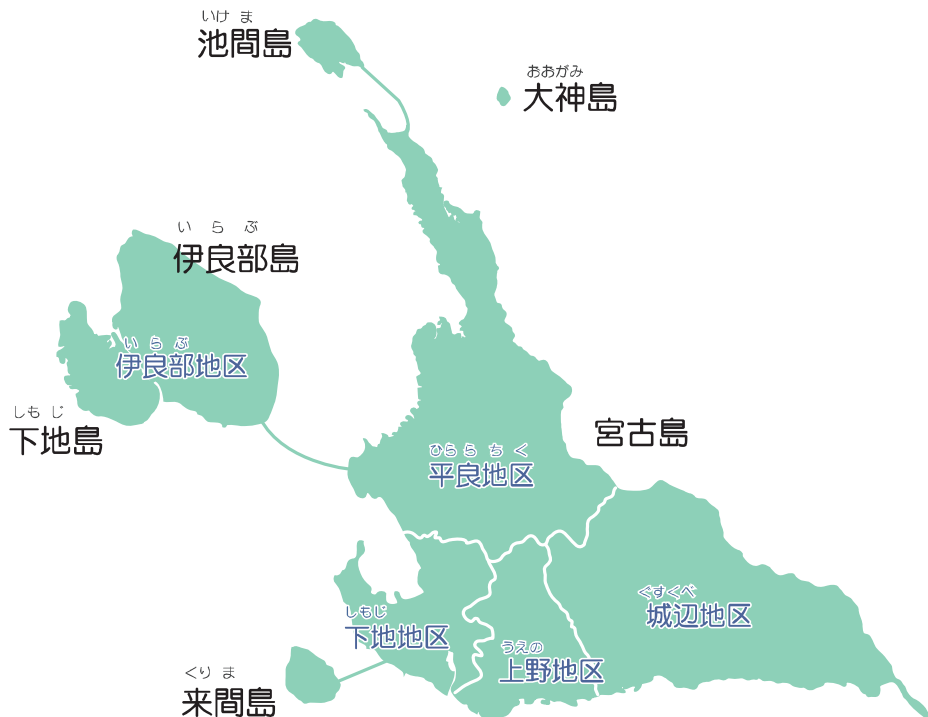 いけ ま
池間島
おおがみ
大神島
い ら ぶ
伊良部島
い ら ぶ
伊良部地区
しも じ
下地島
宮古島
ひらら ち く
平良地区
ぐすくべ
城辺地区
しもじ
下地地区
うえの
上野地区
くり ま
来間島